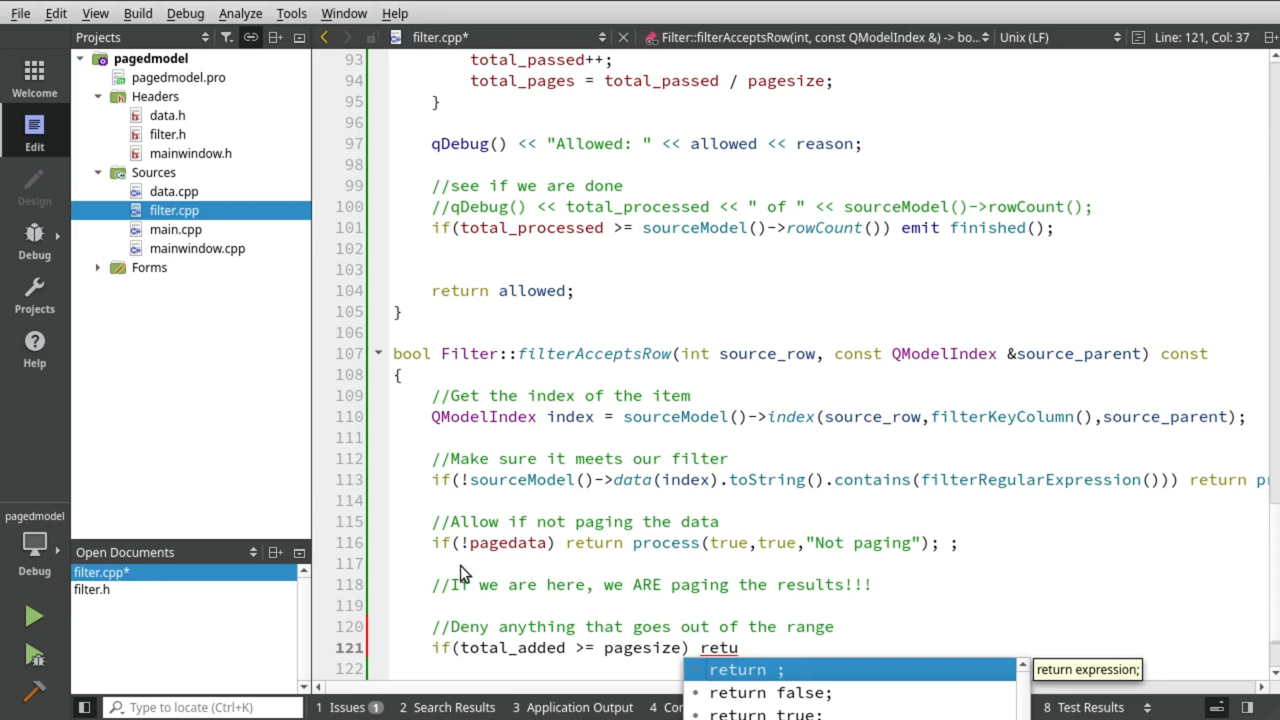 File Edit View Build Debug Analyze Tools Window Help
Projects filter.cpp* Filter::filterAcceptsRow(int, const QModelIndex &) -> bo... Unix (LF) Line: 121, Col: 37
Welcome
Edit
Design
Debug
Projects
Help
pagedmodel
Debug
pagedmodel
pagedmodel.pro
Headers
data.h
filter.h
mainwindow.h
Sources
data.cpp
filter.cpp
main.cpp
mainwindow.cpp
Forms
Open Documents
filter.cpp*
filter.h
93 total_passed++;
94 total_pages = total_passed / pagesize;
95 }
96
97 qDebug() << "Allowed: " << allowed << reason;
98
99 //see if we are done
100 //qDebug() << total_processed << " of " << sourceModel()->rowCount();
101 if(total_processed >= sourceModel()->rowCount()) emit finished();
102
103
104 return allowed;
105 }
106
107 bool Filter::filterAcceptsRow(int source_row, const QModelIndex &source_parent) const
108 {
109 //Get the index of the item
110 QModelIndex index = sourceModel()->index(source_row,filterKeyColumn(),source_parent);
111
112 //Make sure it meets our filter
113 if(!sourceModel()->data(index).toString().contains(filterRegularExpression())) return
114
115 //Allow if not paging the data
116 if(!pagedata) return process(true,true,"Not paging"); ;
117
118 //If we are here, we ARE paging the results!!!
119
120 //Deny anything that goes out of the range
121 if(total_added >= pagesize) retu
122
return ;
return false;
return true;
return expression;
Type to locate (Ctrl+K) 1 Issues 1 2 Search Results 3 Application Output 4 8 Test Results